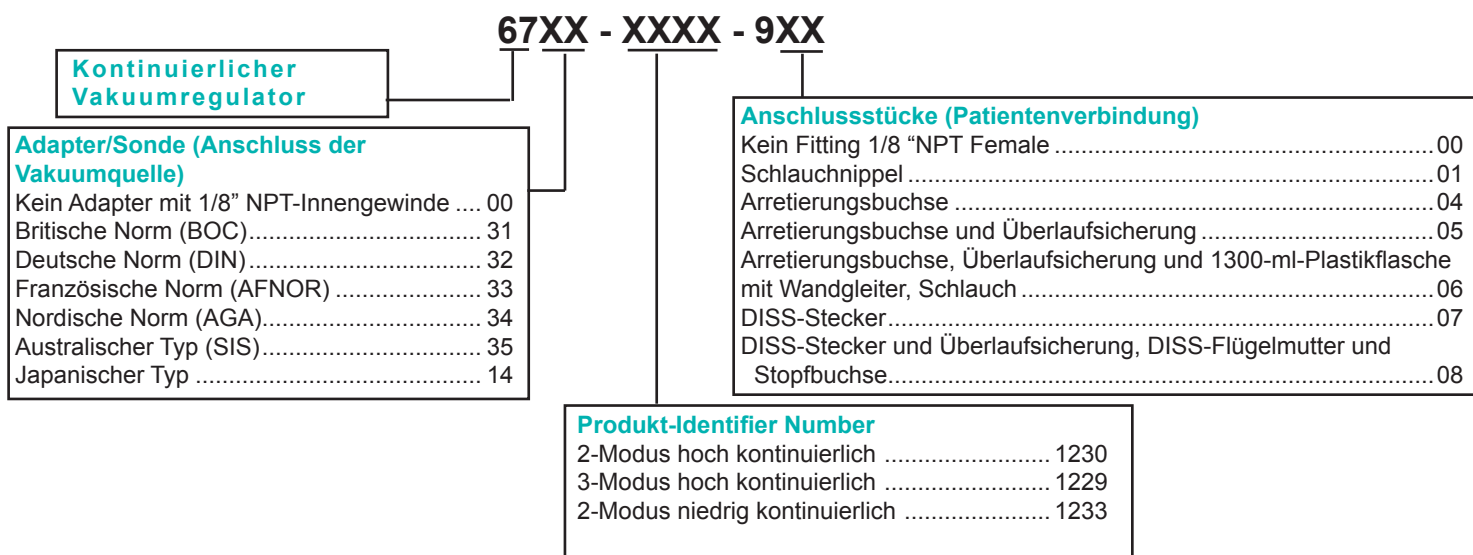 67XX - XXXX - 9XX
Kontinuierlicher
Vakuumregulator
Adapter/Sonde (Anschluss der
Vakuumquelle)
Kein Adapter mit 1/8” NPT-Innengewinde .... 00
Britische Norm (BOC).............................. 31
Deutsche Norm (DIN).............................. 32
Französische Norm (AFNOR) ................... 33
Nordische Norm (AGA)............................ 34
Australischer Typ (SIS)............................ 35
Japanischer Typ ..................................... 14
Anschlussstücke (Patientenverbindung)
Kein Fitting 1/8 “NPT Female .................................................00
Schlauchnippel.....................................................................01
Arretierungsbuchse ..............................................................04
Arretierungsbuchse und Überlaufsicherung ..............................05
Arretierungsbuchse, Überlaufsicherung und 1300-ml-Plastikflasche
mit Wandgleiter, Schlauch......................................................06
DISS-Stecker.......................................................................07
DISS-Stecker und Überlaufsicherung, DISS-Flügelmutter und
Stopfbuchse.........................................................................08
Produkt-Identifier Number
2-Modus hoch kontinuierlich ........................ 1230
3-Modus hoch kontinuierlich ........................ 1229
2-Modus niedrig kontinuierlich ..................... 1233